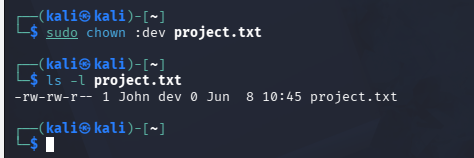 ┌──(kali㉿kali)-[~]
└─$ sudo chown :dev project.txt
┌──(kali㉿kali)-[~]
└─$ ls -l project.txt
-rw-rw-r-- 1 John dev 0 Jun  8 10:45 project.txt
┌──(kali㉿kali)-[~]
└─$